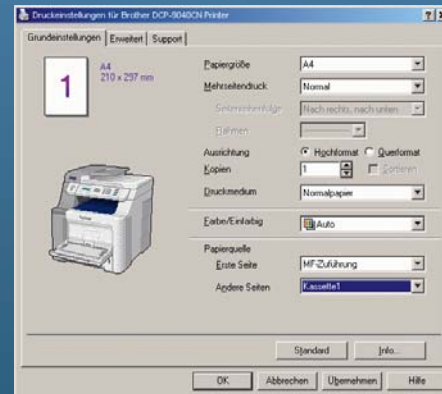 Druckeinstellungen für Brother DCP-9040CN Printer
Grundeinstellungen Erweitert Support
1
A4
210 x 297 mm
Papiergröße A4
Mehrseitendruck Normal
Seitenreihenfolge Nach rechts, nach unten
Rahmen
Ausrichtung Hochformat Querformat
Kopien 1 Sortieren
Druckmedium Normalpapier
Farbe/Einfarbig Auto
Papierquelle
Erste Seite MF-Zuführung
Andere Seiten Kassette1
Standard Info...
OK Abbrechen Übernehmen Hilfe